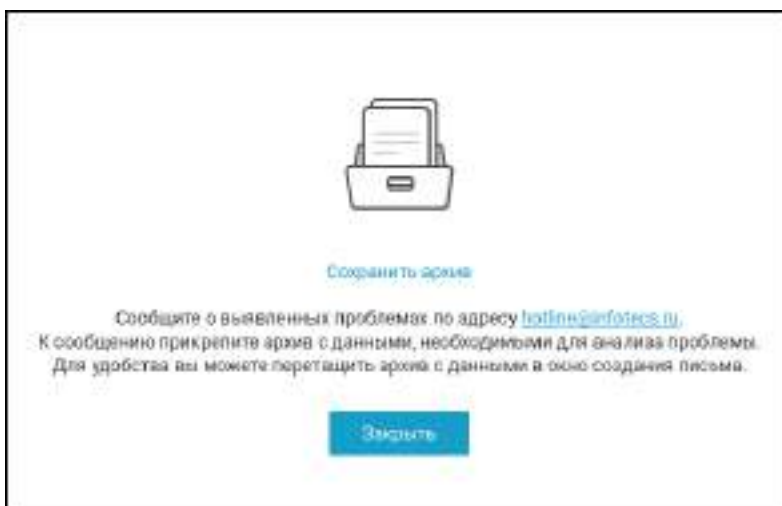 Сохранить архив
Сообщите о выявленных проблемах по адресу hotline@infotecs.ru.
К сообщению прикрепите архив с данными, необходимыми для анализа проблемы.
Для удобства вы можете перетащить архив с данными в окно создания письма.
Закрыть